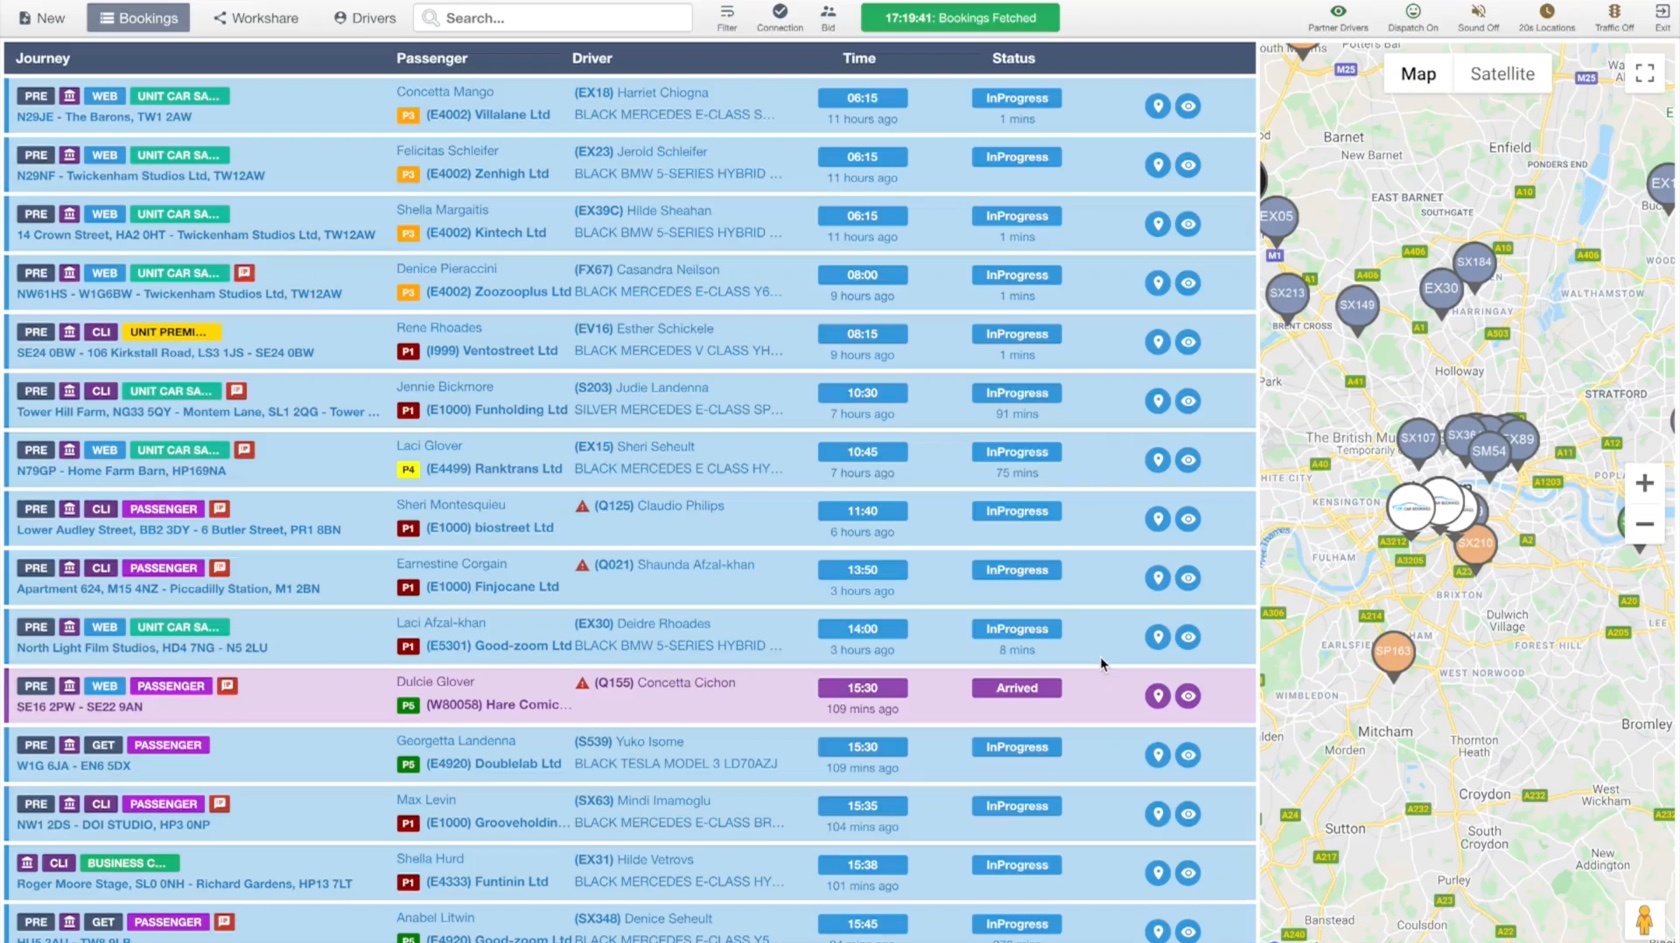 New
Bookings
Workshare
Drivers
Search...
Filter
Connection
Bid
17:19:41: Bookings Fetched
Partner Drivers
Dispatch On
Sound Off
20s Locations
Traffic Off
Exit
Journey Passenger Driver Time Status
PRE WEB UNIT CAR SA... Concetta Mango (EX18) Harriet Chiogna 06:15 InProgress
N29JE - The Barons, TW1 2AW P3 (E4002) Villalane Ltd BLACK MERCEDES E-CLASS S... 11 hours ago 1 mins
PRE WEB UNIT CAR SA... Felicitas Schleifer (EX23) Jerold Schleifer 06:15 InProgress
N29NF - Twickenham Studios Ltd, TW12AW P3 (E4002) Zenhigh Ltd BLACK BMW 5-SERIES HYBRID ... 11 hours ago
PRE WEB UNIT CAR SA... Shella Margaitis (EX39C) Hilde Sheahan 06:15 InProgress
14 Crown Street, HA2 0HT - Twickenham Studios Ltd, TW12AW P3 (E4002) Kintech Ltd BLACK BMW 5-SERIES HYBRID ... 11 hours ago 1 mins
PRE WEB UNIT CAR SA... Denice Pieraccini (FX67) Casandra Neilson 08:00 InProgress
NW61HS - W1G6BW - Twickenham Studios Ltd, TW12AW P3 (E4002) Zoozooplus Ltd BLACK MERCEDES E-CLASS Y6... 9 hours ago 1 mins
PRE CLI UNIT PREMI... Rene Rhoades (EV16) Esther Schickele 08:15 InProgress
SE24 0BW - 106 Kirkstall Road, LS3 1JS - SE24 0BW P1 (I999) Ventostreet Ltd BLACK MERCEDES V CLASS YH... 9 hours ago 1 mins
PRE CLI UNIT CAR SA... Jennie Bickmore (S203) Judie Landenna 10:30 InProgress
Tower Hill Farm, NG33 5QY - Montem Lane, SL1 2QG - Tower ... P1 (E1000) Funholding Ltd SILVER MERCEDES E-CLASS SP... 7 hours ago 91 mins
PRE WEB UNIT CAR SA... Laci Glover (EX15) Sheri Seheult 10:45 InProgress
N79GP - Home Farm Barn, HP169NA P4 (E4499) Ranktrans Ltd BLACK MERCEDES E CLASS HY... 7 hours ago 75 mins
PRE CLI PASSENGER Sheri Montesquieu (Q125) Claudio Philips 11:40 InProgress
Lower Audley Street, BB2 3DY - 6 Butler Street, PR1 8BN P1 (E1000) biostreet Ltd 6 hours ago
PRE CLI PASSENGER Earnestine Corgain (Q021) Shaunda Afzal-khan 13:50 InProgress
Apartment 624, M15 4NZ - Piccadilly Station, M1 2BN P1 (E1000) Finjocane Ltd 3 hours ago
PRE WEB UNIT CAR SA... Laci Afzal-khan (EX30) Deidre Rhoades 14:00 InProgress
North Light Film Studios, HD4 7NG - N5 2LU P1 (E5301) Good-zoom Ltd BLACK BMW 5-SERIES HYBRID ... 3 hours ago 8 mins
PRE WEB PASSENGER Dulcie Glover (Q155) Concetta Cichon 15:30 Arrived
SE16 2PW - SE22 9AN P5 (W80058) Hare Comic... 109 mins ago
PRE GET PASSENGER Georgetta Landenna (S539) Yuko Isome 15:30 InProgress
W1G 6JA - EN6 5DX P5 (E4920) Doublelab Ltd BLACK TESLA MODEL 3 LD70AZJ 109 mins ago
PRE CLI PASSENGER Max Levin (SX63) Mindi Imamoglu 15:35 InProgress
NW1 2DS - DOI STUDIO, HP3 0NP P1 (E1000) Grooveholdin... BLACK MERCEDES E-CLASS BR... 104 mins ago
CLI BUSINESS C... Shella Hurd (EX31) Hilde Vetrovs 15:38 InProgress
Roger Moore Stage, SL0 0NH - Richard Gardens, HP13 7LT P1 (E4333) Funtinin Ltd BLACK MERCEDES E-CLASS HY... 101 mins ago
PRE GET PASSENGER Anabel Litwin (SX348) Denice Seheult 15:45 InProgress
P5 (E4920) Good-zoom Ltd BLACK MERCEDES E-CLASS Y5...
Map
Satellite
M25
M25
Barnet
New Barnet
Enfield
PONDERS END
A10
EAST BARNET
SOUTHGATE
EX05
M1
A406
SX184
A10
A406
A406
SX213
A1
SX149
EX30
WALTHAMSTOW
BRENT CROSS
A1
HARRINGAY
A503
Holloway
Park
A41
STRATFORD
The British Mu
Temporarily
SX107
SX36
EX89
SM54
A12
A11
A40
A1203
KENSINGTON
A3212
FULHAM
SX210
A2
A3205
A23
BRIXTON
A306
A214
A20
Dulwich
Village
A205
EARLSFIE
SP163
FOREST HILL
WEST NORWOOD
WIMBLEDON
Mitcham
Bromley
Morden
Thornton
Heath
Croydon
A232
West
Wickham
A232
A232
A24
Sutton
South
Croydon
A217
New
Addington
Purley
A23
Banstead
Coulsdon
A240
A22